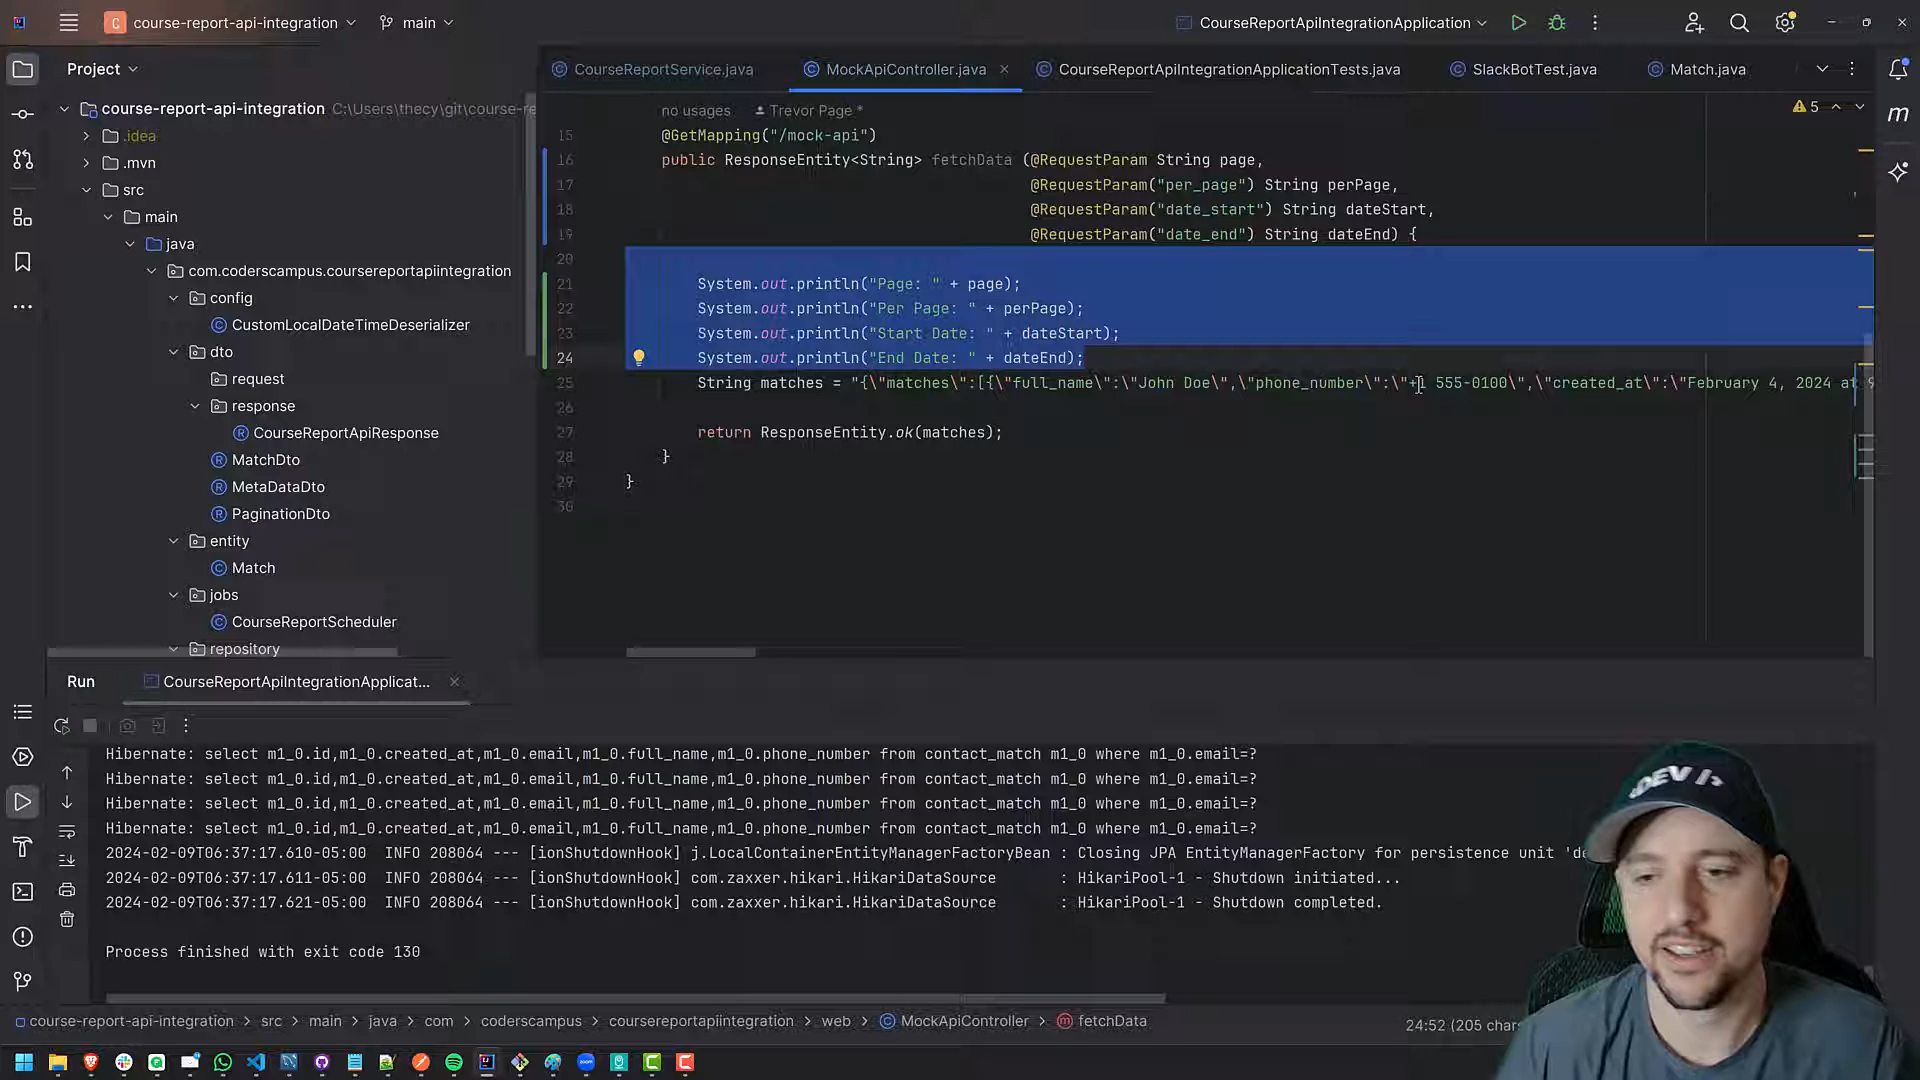 C course-report-api-integration main CourseReportApiIntegrationApplication
Project
course-report-api-integration C:\Users\thecy\git\course-re
.idea
.mvn
src
main
java
com.coderscampus.coursereportapiintegration
config
CustomLocalDateTimeDeserializer
dto
request
response
CourseReportApiResponse
MatchDto
MetaDataDto
PaginationDto
entity
Match
jobs
CourseReportScheduler
repository
CourseReportService.java MockApiController.java CourseReportApiIntegrationApplicationTests.java SlackBotTest.java Match.java
no usages Trevor Page *
5
15 @GetMapping("/mock-api")
16 public ResponseEntity<String> fetchData (@RequestParam String page,
17 @RequestParam("per_page") String perPage,
18 @RequestParam("date_start") String dateStart,
19 @RequestParam("date_end") String dateEnd) {
20
21 System.out.println("Page: " + page);
22 System.out.println("Per Page: " + perPage);
23 System.out.println("Start Date: " + dateStart);
24 System.out.println("End Date: " + dateEnd);
25 String matches = "{\"matches\":[{\"full_name\":\"John Doe\",\"phone_number\":\"+1 555-0100\",\"created_at\":\"February 4, 2024 at 9
26
27 return ResponseEntity.ok(matches);
28 }
29 }
30
Run CourseReportApiIntegrationApplicat...
Hibernate: select m1_0.id,m1_0.created_at,m1_0.email,m1_0.full_name,m1_0.phone_number from contact_match m1_0 where m1_0.email=?
Hibernate: select m1_0.id,m1_0.created_at,m1_0.email,m1_0.full_name,m1_0.phone_number from contact_match m1_0 where m1_0.email=?
Hibernate: select m1_0.id,m1_0.created_at,m1_0.email,m1_0.full_name,m1_0.phone_number from contact_match m1_0 where m1_0.email=?
Hibernate: select m1_0.id,m1_0.created_at,m1_0.email,m1_0.full_name,m1_0.phone_number from contact_match m1_0 where m1_0.email=?
2024-02-09T06:37:17.610-05:00 INFO 208064 --- [ionShutdownHook] j.LocalContainerEntityManagerFactoryBean : Closing JPA EntityManagerFactory for persistence unit 'de
2024-02-09T06:37:17.611-05:00 INFO 208064 --- [ionShutdownHook] com.zaxxer.hikari.HikariDataSource : HikariPool-1 - Shutdown initiated...
2024-02-09T06:37:17.621-05:00 INFO 208064 --- [ionShutdownHook] com.zaxxer.hikari.HikariDataSource : HikariPool-1 - Shutdown completed.
Process finished with exit code 130
DEV
course-report-api-integration > src > main > java > com > coderscampus > coursereportapiintegration > web > MockApiController > fetchData
24:52 (205 chars